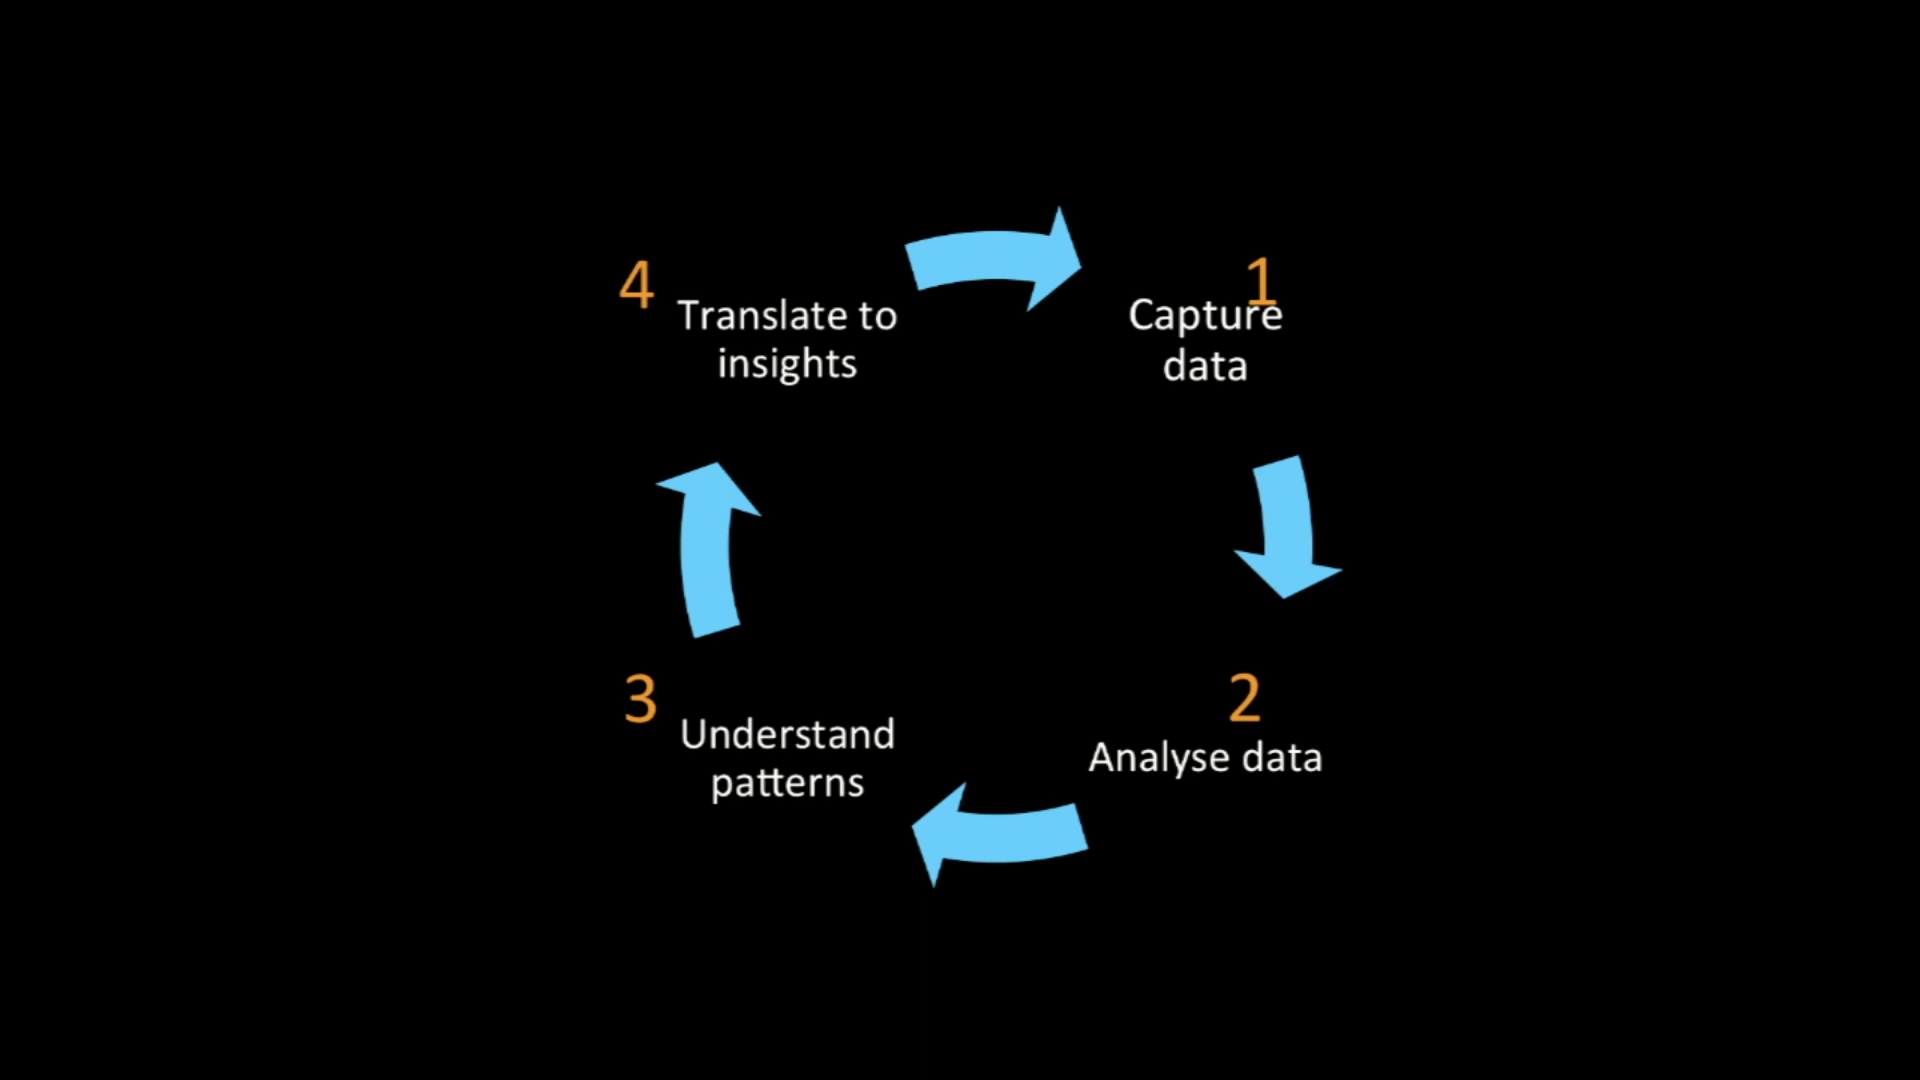 1
Capture
data
2
Analyse data
3
Understand
patterns
4
Translate to
insights